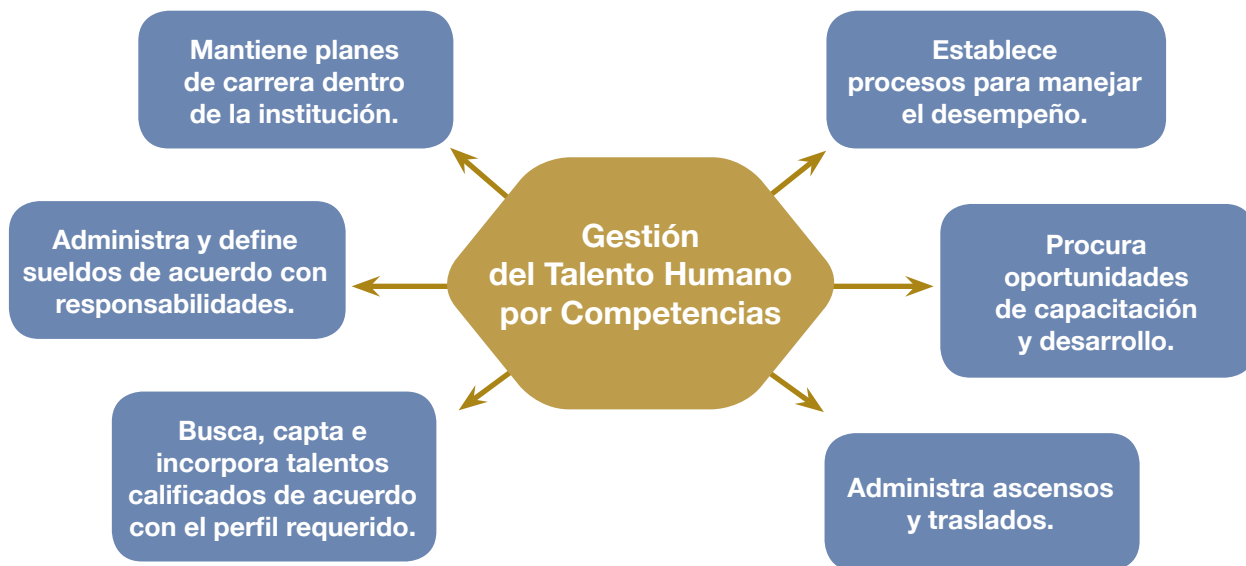 Mantiene planes
de carrera dentro
de la institución.
Establece
procesos para manejar
el desempeño.
Administra y define
sueldos de acuerdo con
responsabilidades.
Gestión
del Talento Humano
por Competencias
Procura
oportunidades
de capacitación
y desarrollo.
Busca, capta e
incorpora talentos
calificados de acuerdo
con el perfil requerido.
Administra ascensos
y traslados.